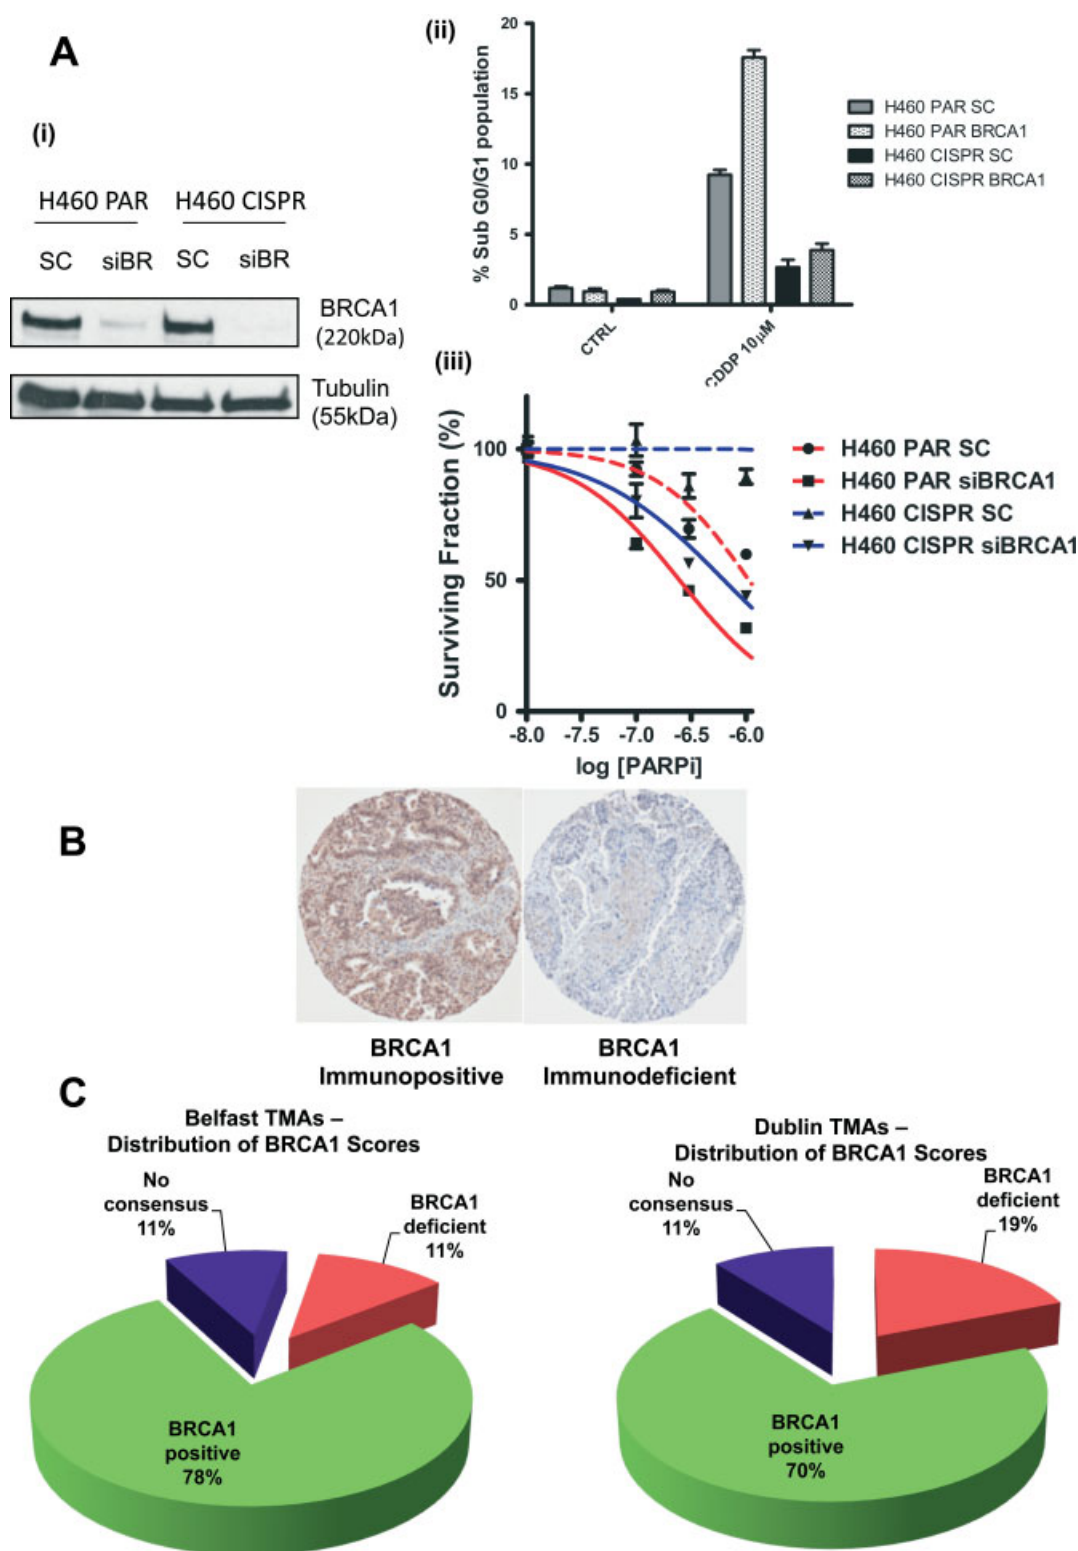 A
(i)
H460 PAR H460 CISPR
SC siBR SC siBR
BRCA1
(220kDa)
Tubulin
(55kDa)
(ii)
% Sub G0/G1 population
20
15
10
5
0
CTRL
CDDP 10µM
H460 PAR SC
H460 PAR BRCA1
H460 CISPR SC
H460 CISPR BRCA1
(iii)
Surviving Fraction (%)
100
50
0
-8.0 -7.5 -7.0 -6.5 -6.0
log [PARPi]
H460 PAR SC
H460 PAR siBRCA1
H460 CISPR SC
H460 CISPR siBRCA1
B
BRCA1
Immunopositive
BRCA1
Immunodeficient
C
Belfast TMAs –
Distribution of BRCA1 Scores
No
consensus
11%
BRCA1
deficient
11%
BRCA1
positive
78%
Dublin TMAs –
Distribution of BRCA1 Scores
No
consensus
11%
BRCA1
deficient
19%
BRCA1
positive
70%